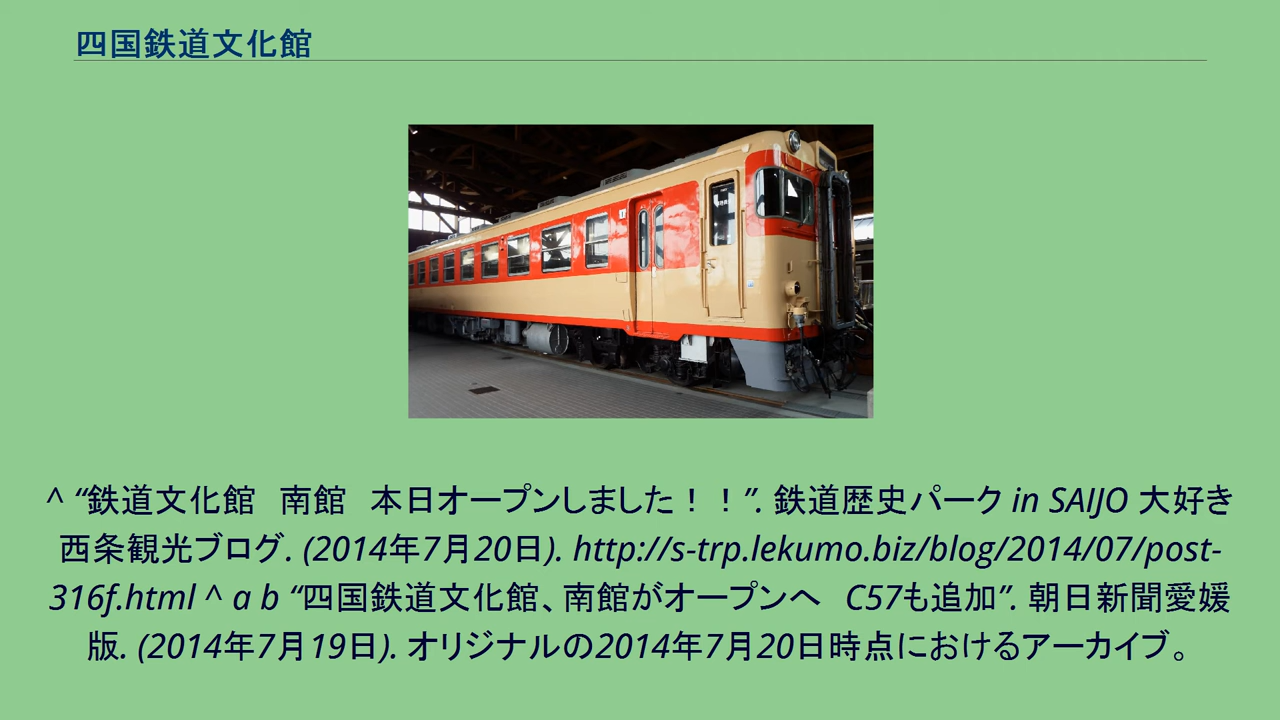 四国鉄道文化館
^ “鉄道文化館　南館　本日オープンしました！！”. 鉄道歴史パーク in SAIJO 大好き
西条観光ブログ. (2014年7月20日). http://s-trp.lekumo.biz/blog/2014/07/post-
316f.html ^ a b “四国鉄道文化館、南館がオープンへ　C57も追加”. 朝日新聞愛媛
版. (2014年7月19日). オリジナルの2014年7月20日時点におけるアーカイブ。